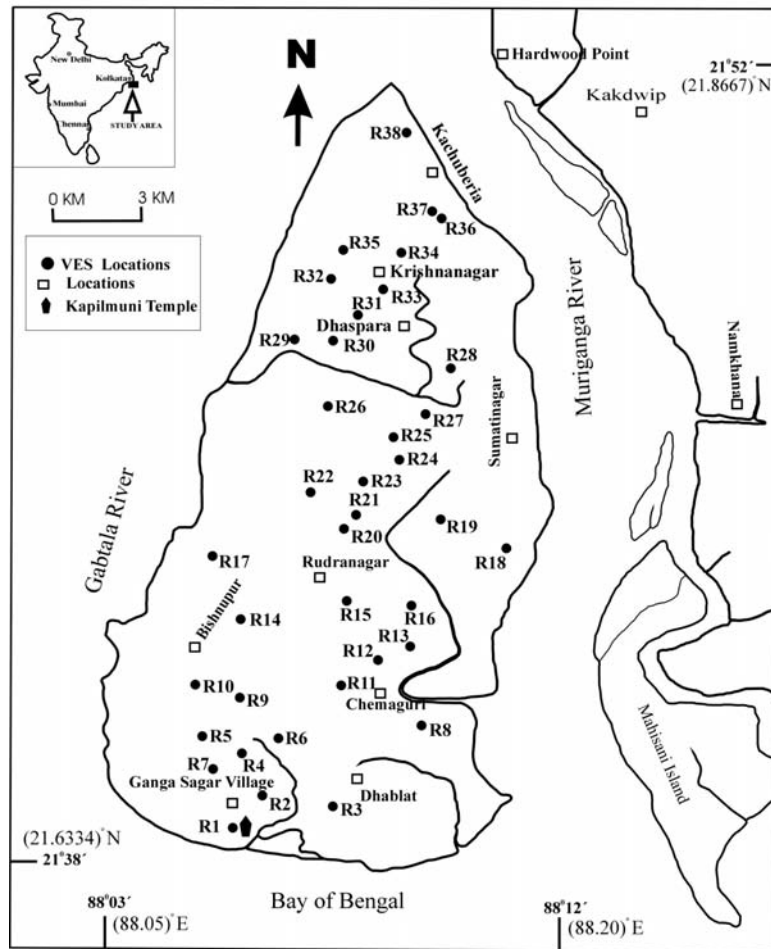 New Delhi
Kolkata
Mumbai
Chennai
STUDY AREA
N
0 KM 3 KM
VES Locations
Locations
Kapilmuni Temple
Hardwood Point
21°52´
(21.8667)°N
Kakdwip
R38
Kachuberia
R37
R36
R35
R34
R32
Krishnanagar
R33
R31
Dhaspara
R29
R30
R28
Muriganga River
Namkhana
R26
R27
Sumatinagar
R25
R24
R22
R23
R21
R20
R19
R18
Gabtala River
R17
Rudranagar
Bishnupur
R15
R16
R14
R13
R12
R10
R11
R9
Chemaguri
R8
R5
R6
R4
R7
Ganga Sagar Village
R2
Dhablat
R3
R1
Mahisani Island
(21.6334)°N
21°38´
Bay of Bengal
88°03´
(88.05)°E
88°12´
(88.20)°E